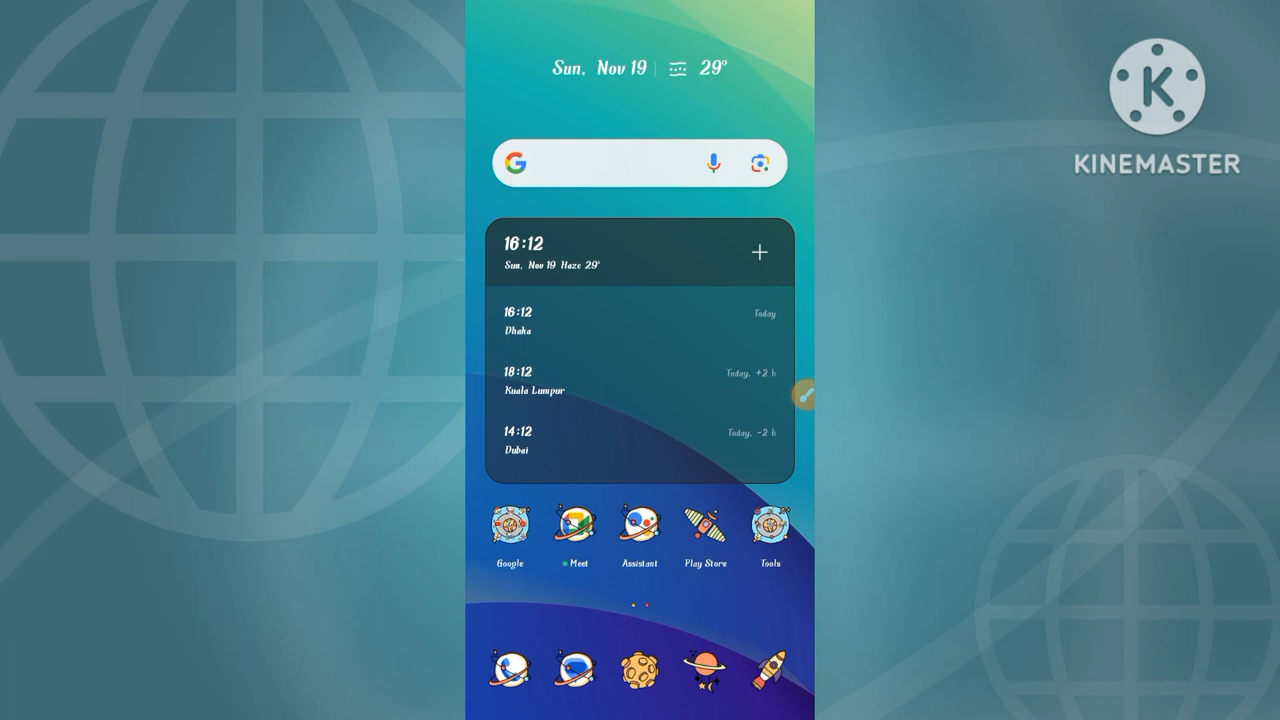 Sun, Nov 19 | 29°
K
KINEMASTER
G
16:12
Sun, Nov 19 Haze 29°
16:12
Today
Dhaka
18:12
Today, +2 h
Kuala Lumpur
14:12
Today, -2 h
Dubai
Google
Meet
Assistant
Play Store
Tools